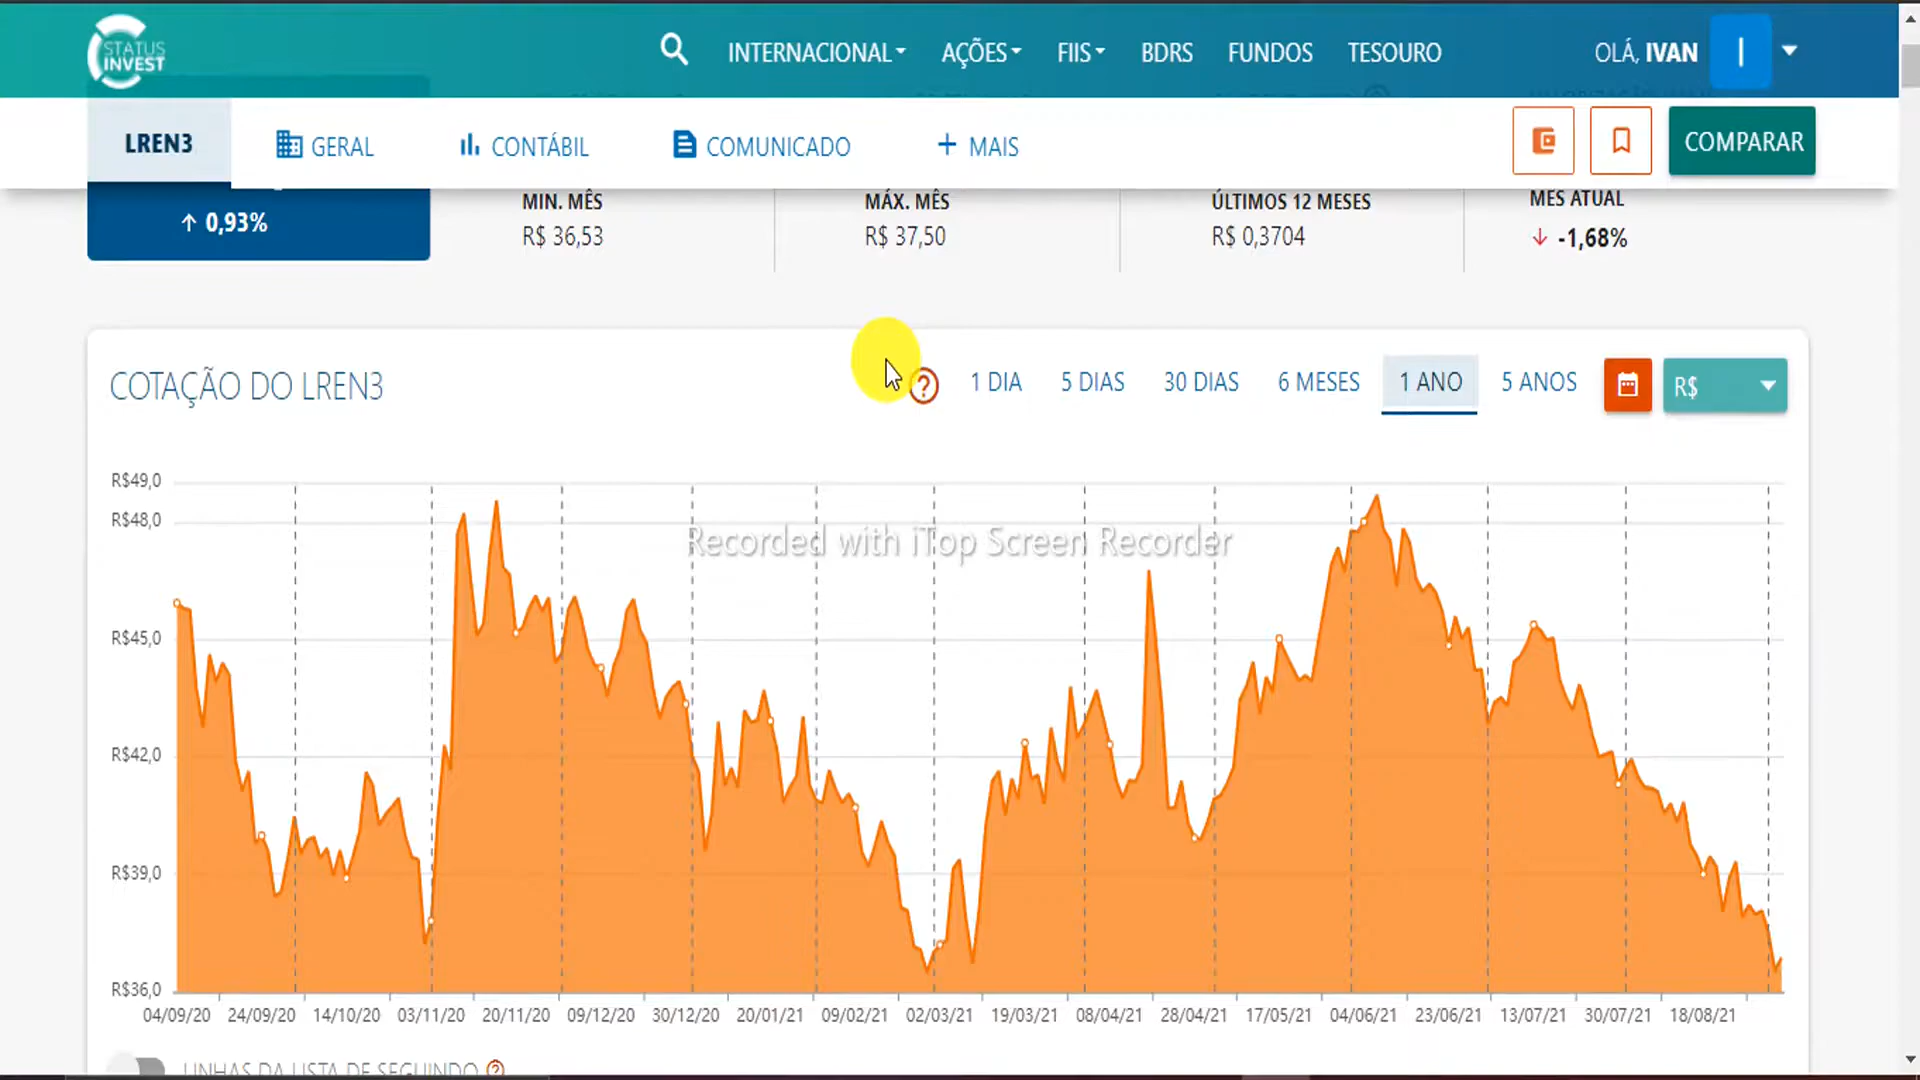 STATUS
INVEST
INTERNACIONAL
AÇÕES
FIIS
BDRS
FUNDOS
TESOURO
OLÁ, IVAN
I
LREN3
GERAL
CONTÁBIL
COMUNICADO
+ MAIS
COMPARAR
↑ 0,93%
MIN. MÊS
R$ 36,53
MÁX. MÊS
R$ 37,50
ÚLTIMOS 12 MESES
R$ 0,3704
MÊS ATUAL
↓ -1,68%
COTAÇÃO DO LREN3
?
1 DIA
5 DIAS
30 DIAS
6 MESES
1 ANO
5 ANOS
R$
R$49,0
R$48,0
R$45,0
R$42,0
R$39,0
R$36,0
Recorded with iTop Screen Recorder
04/09/20 24/09/20 14/10/20 03/11/20 20/11/20 09/12/20 30/12/20 20/01/21 09/02/21 02/03/21 19/03/21 08/04/21 28/04/21 17/05/21 04/06/21 23/06/21 13/07/21 30/07/21 18/08/21
LINHAS DA LISTA DE SEGUINDO ?